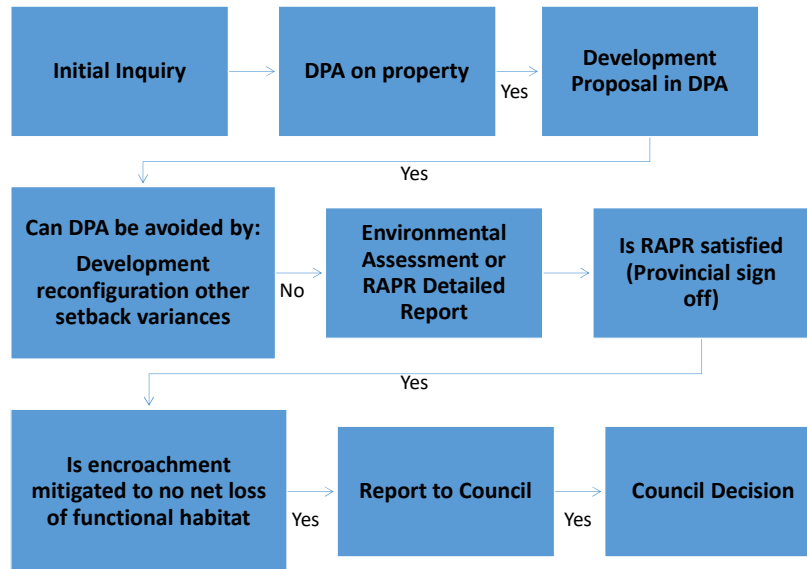 Initial Inquiry
DPA on property
Yes
Development
Proposal in DPA
Yes
Can DPA be avoided by:
Development
reconfiguration other
setback variances
No
Environmental
Assessment or
RAPR Detailed
Report
Is RAPR satisfied
(Provincial sign
off)
Yes
Is encroachment
mitigated to no net loss
of functional habitat
Yes
Report to Council
Yes
Council Decision